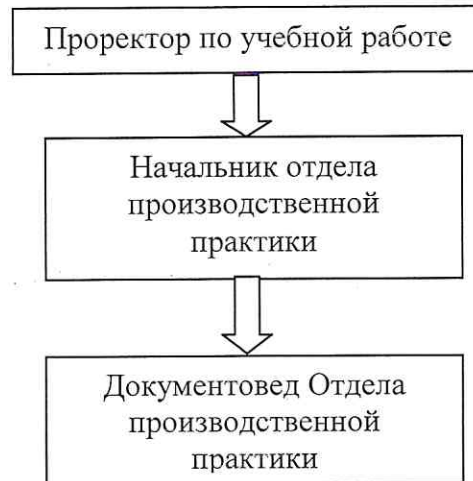 Проректор по учебной работе
Начальник отдела
производственной
практики
Документовед Отдела
производственной
практики